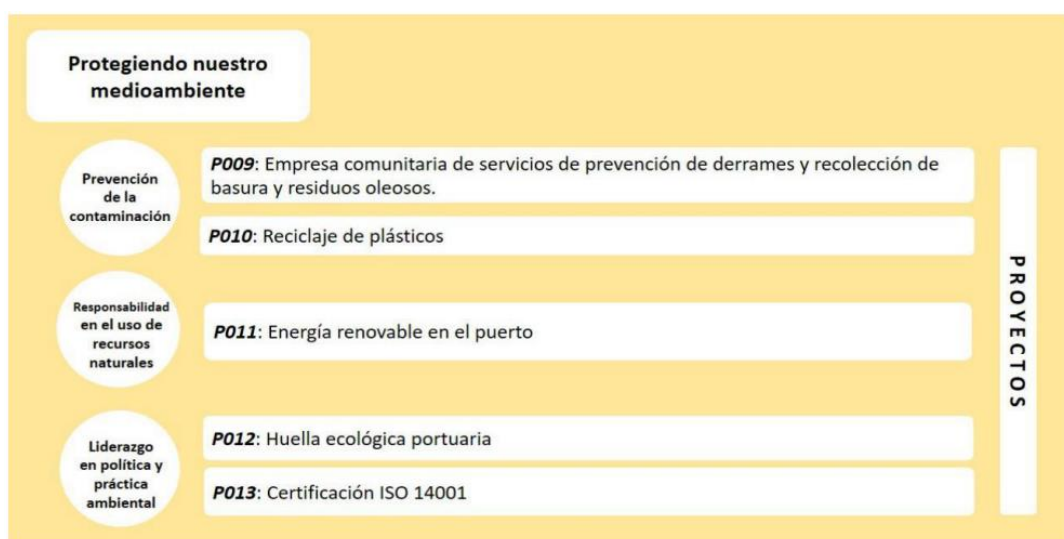 Protegiendo nuestro
medioambiente
Prevención
de la
contaminación
P009: Empresa comunitaria de servicios de prevención de derrames y recolección de
basura y residuos oleosos.
P010: Reciclaje de plásticos
Responsabilidad
en el uso de
recursos
naturales
P011: Energía renovable en el puerto
Liderazgo
en política y
práctica
ambiental
P012: Huella ecológica portuaria
P013: Certificación ISO 14001
PROYECTOS